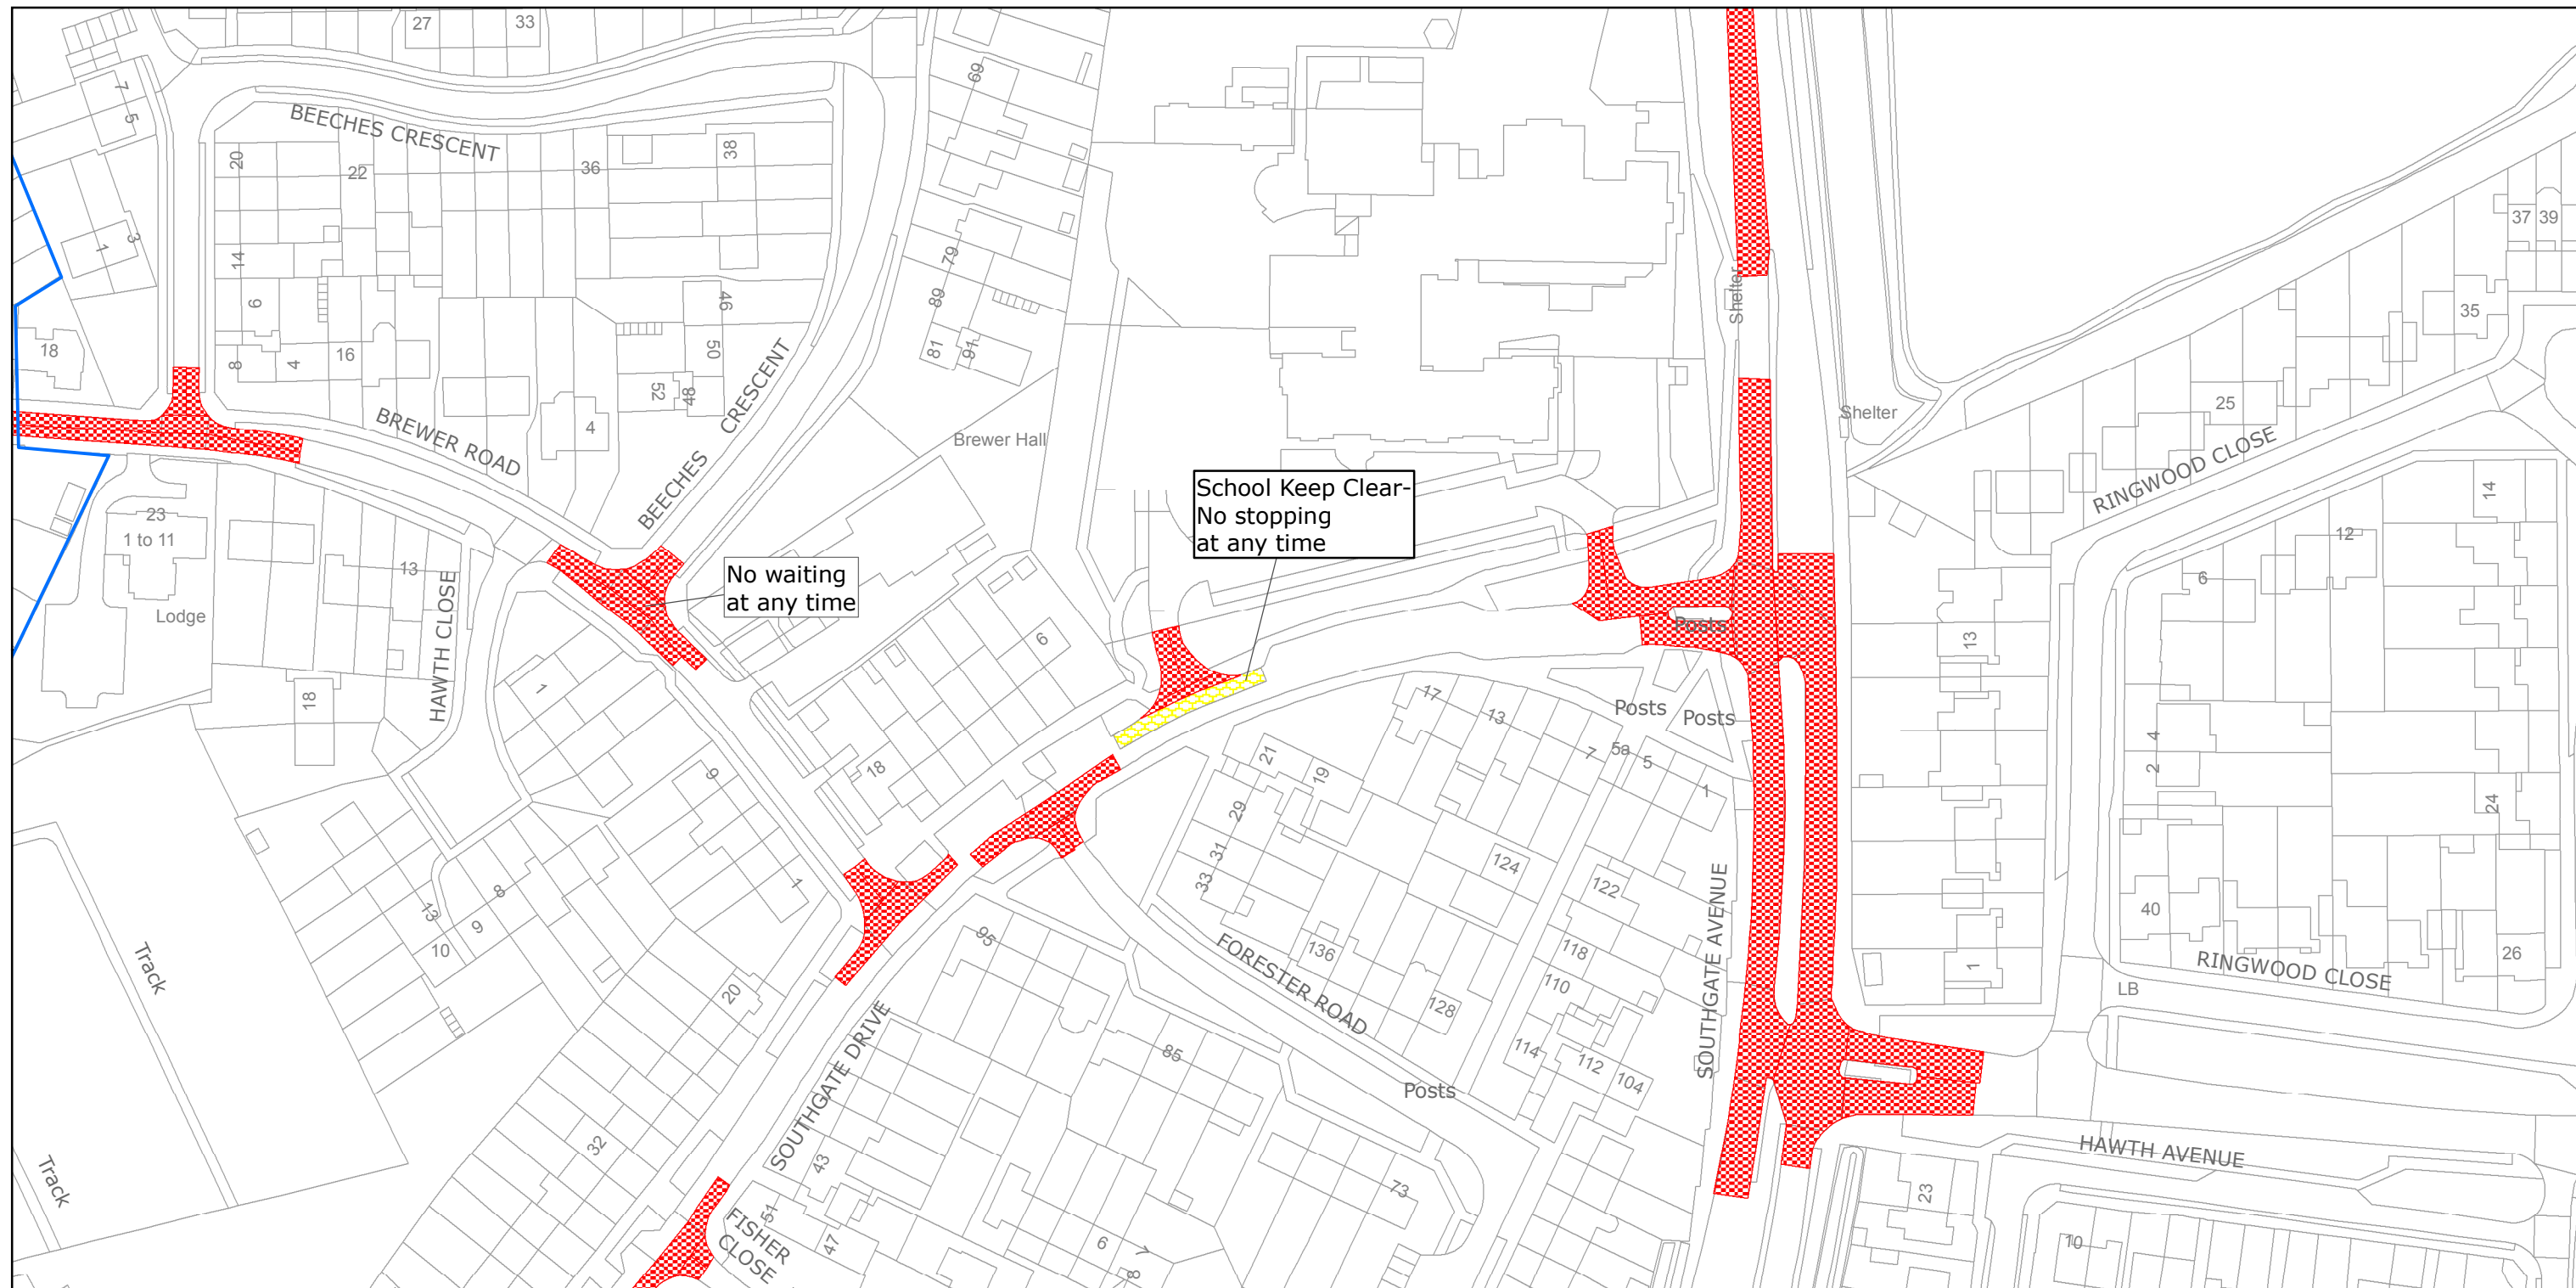 27
33
7
5
69
BEECHES CRESCENT
20
22
36
38
37
39
1
3
14
79
6
89
46
Shelter
35
18
8
4
16
50
81
91
52
48
BEECHES CRESCENT
BREWER ROAD
4
Brewer Hall
Shelter
25
RINGWOOD CLOSE
School Keep Clear-
No stopping
at any time
14
23
1 to 11
12
13
HAWTH CLOSE
No waiting
at any time
6
Lodge
Posts
6
13
18
1
17
13
Posts
Posts
7
5a
5
1
4
2
18
9
21
19
29
31
33
124
122
24
1
13
8
9
10
95
FORESTER ROAD
136
128
118
110
SOUTHGATE AVENUE
40
1
RINGWOOD CLOSE
26
LB
Track
20
SOUTHGATE DRIVE
85
114
112
104
Posts
32
43
HAWTH AVENUE
Track
51
47
FISHER
CLOSE
73
6
7
8
23
10